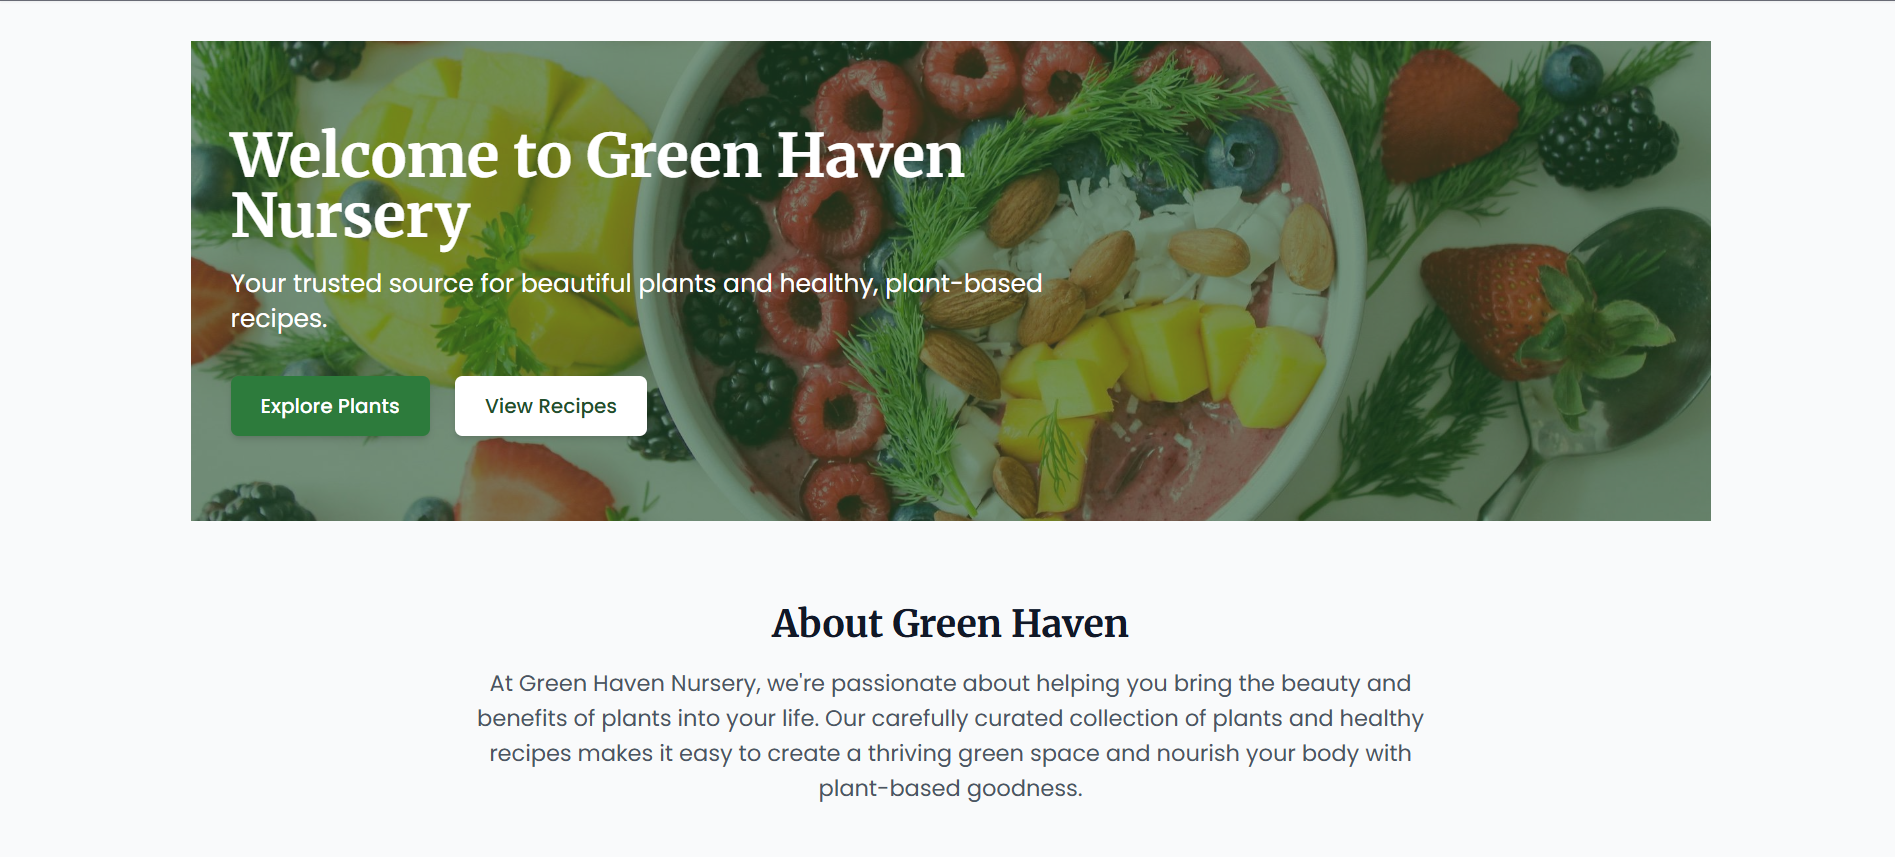 Welcome to Green Haven
Nursery
Your trusted source for beautiful plants and healthy, plant-based
recipes.
Explore Plants
View Recipes
About Green Haven
At Green Haven Nursery, we're passionate about helping you bring the beauty and
benefits of plants into your life. Our carefully curated collection of plants and healthy
recipes makes it easy to create a thriving green space and nourish your body with
plant-based goodness.